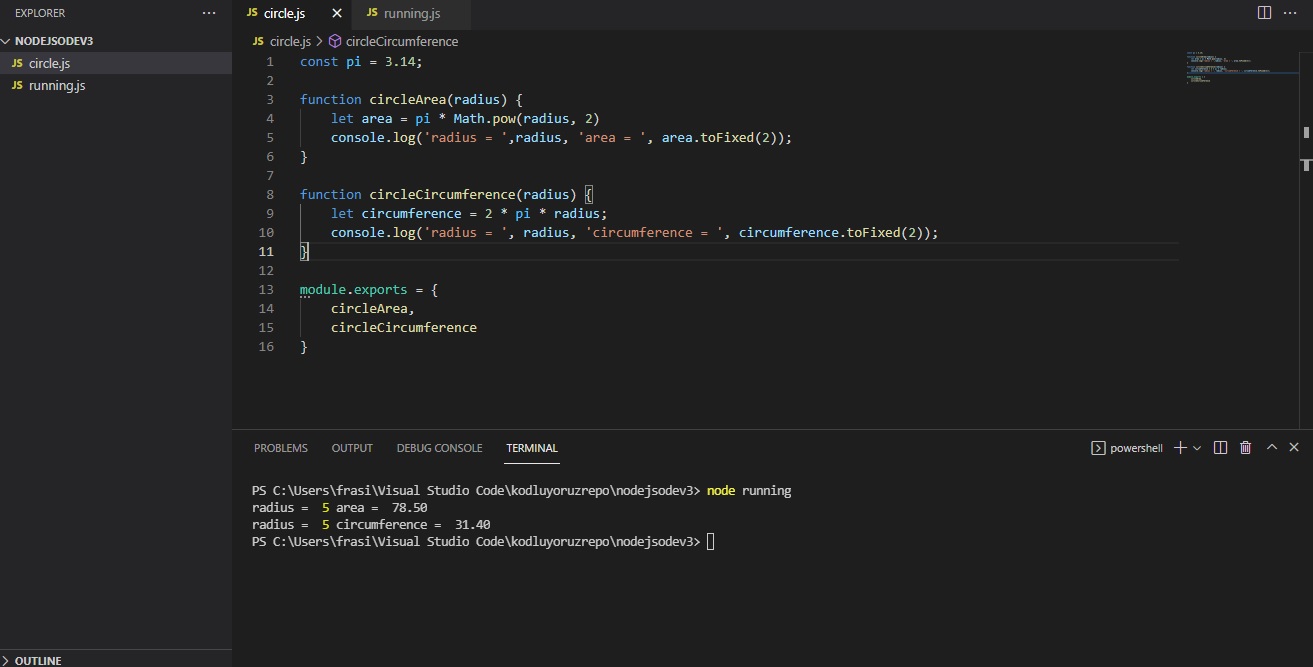 EXPLORER
NODEJSODEV3
JS circle.js
JS running.js
OUTLINE
JS circle.js JS running.js
JS circle.js > circleCircumference
1 const pi = 3.14;
2
3 function circleArea(radius) {
4 let area = pi * Math.pow(radius, 2)
5 console.log('radius = ',radius, 'area = ', area.toFixed(2));
6 }
7
8 function circleCircumference(radius) {
9 let circumference = 2 * pi * radius;
10 console.log('radius = ', radius, 'circumference = ', circumference.toFixed(2));
11 }
12
13 module.exports = {
14 circleArea,
15 circleCircumference
16 }
PROBLEMS OUTPUT DEBUG CONSOLE TERMINAL powershell
PS C:\Users\frasi\Visual Studio Code\kodluyoruzrepo\nodejsodev3> node running
radius =  5 area =  78.50
radius =  5 circumference =  31.40
PS C:\Users\frasi\Visual Studio Code\kodluyoruzrepo\nodejsodev3>